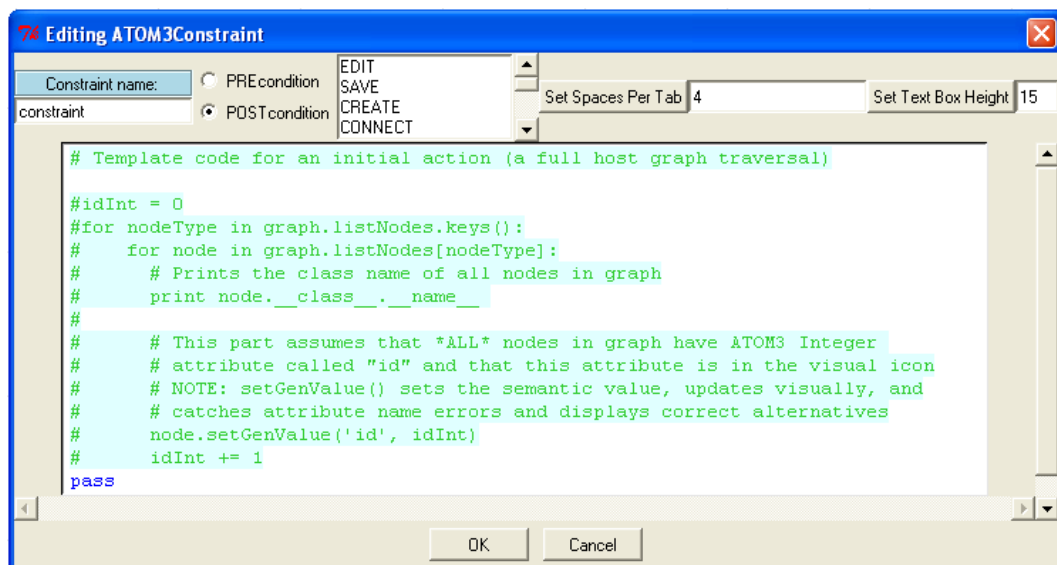 Editing ATOM3Constraint
Constraint name:
constraint
PREcondition
POSTcondition
EDIT
SAVE
CREATE
CONNECT
Set Spaces Per Tab 4
Set Text Box Height 15
# Template code for an initial action (a full host graph traversal)
#idInt = 0
#for nodeType in graph.listNodes.keys():
#    for node in graph.listNodes[nodeType]:
#      # Prints the class name of all nodes in graph
#      print node.__class__.__name__
#
#      # This part assumes that *ALL* nodes in graph have ATOM3 Integer
#      # attribute called "id" and that this attribute is in the visual icon
#      # NOTE: setGenValue() sets the semantic value, updates visually, and
#      # catches attribute name errors and displays correct alternatives
#      node.setGenValue('id', idInt)
#      idInt += 1
pass
OK
Cancel